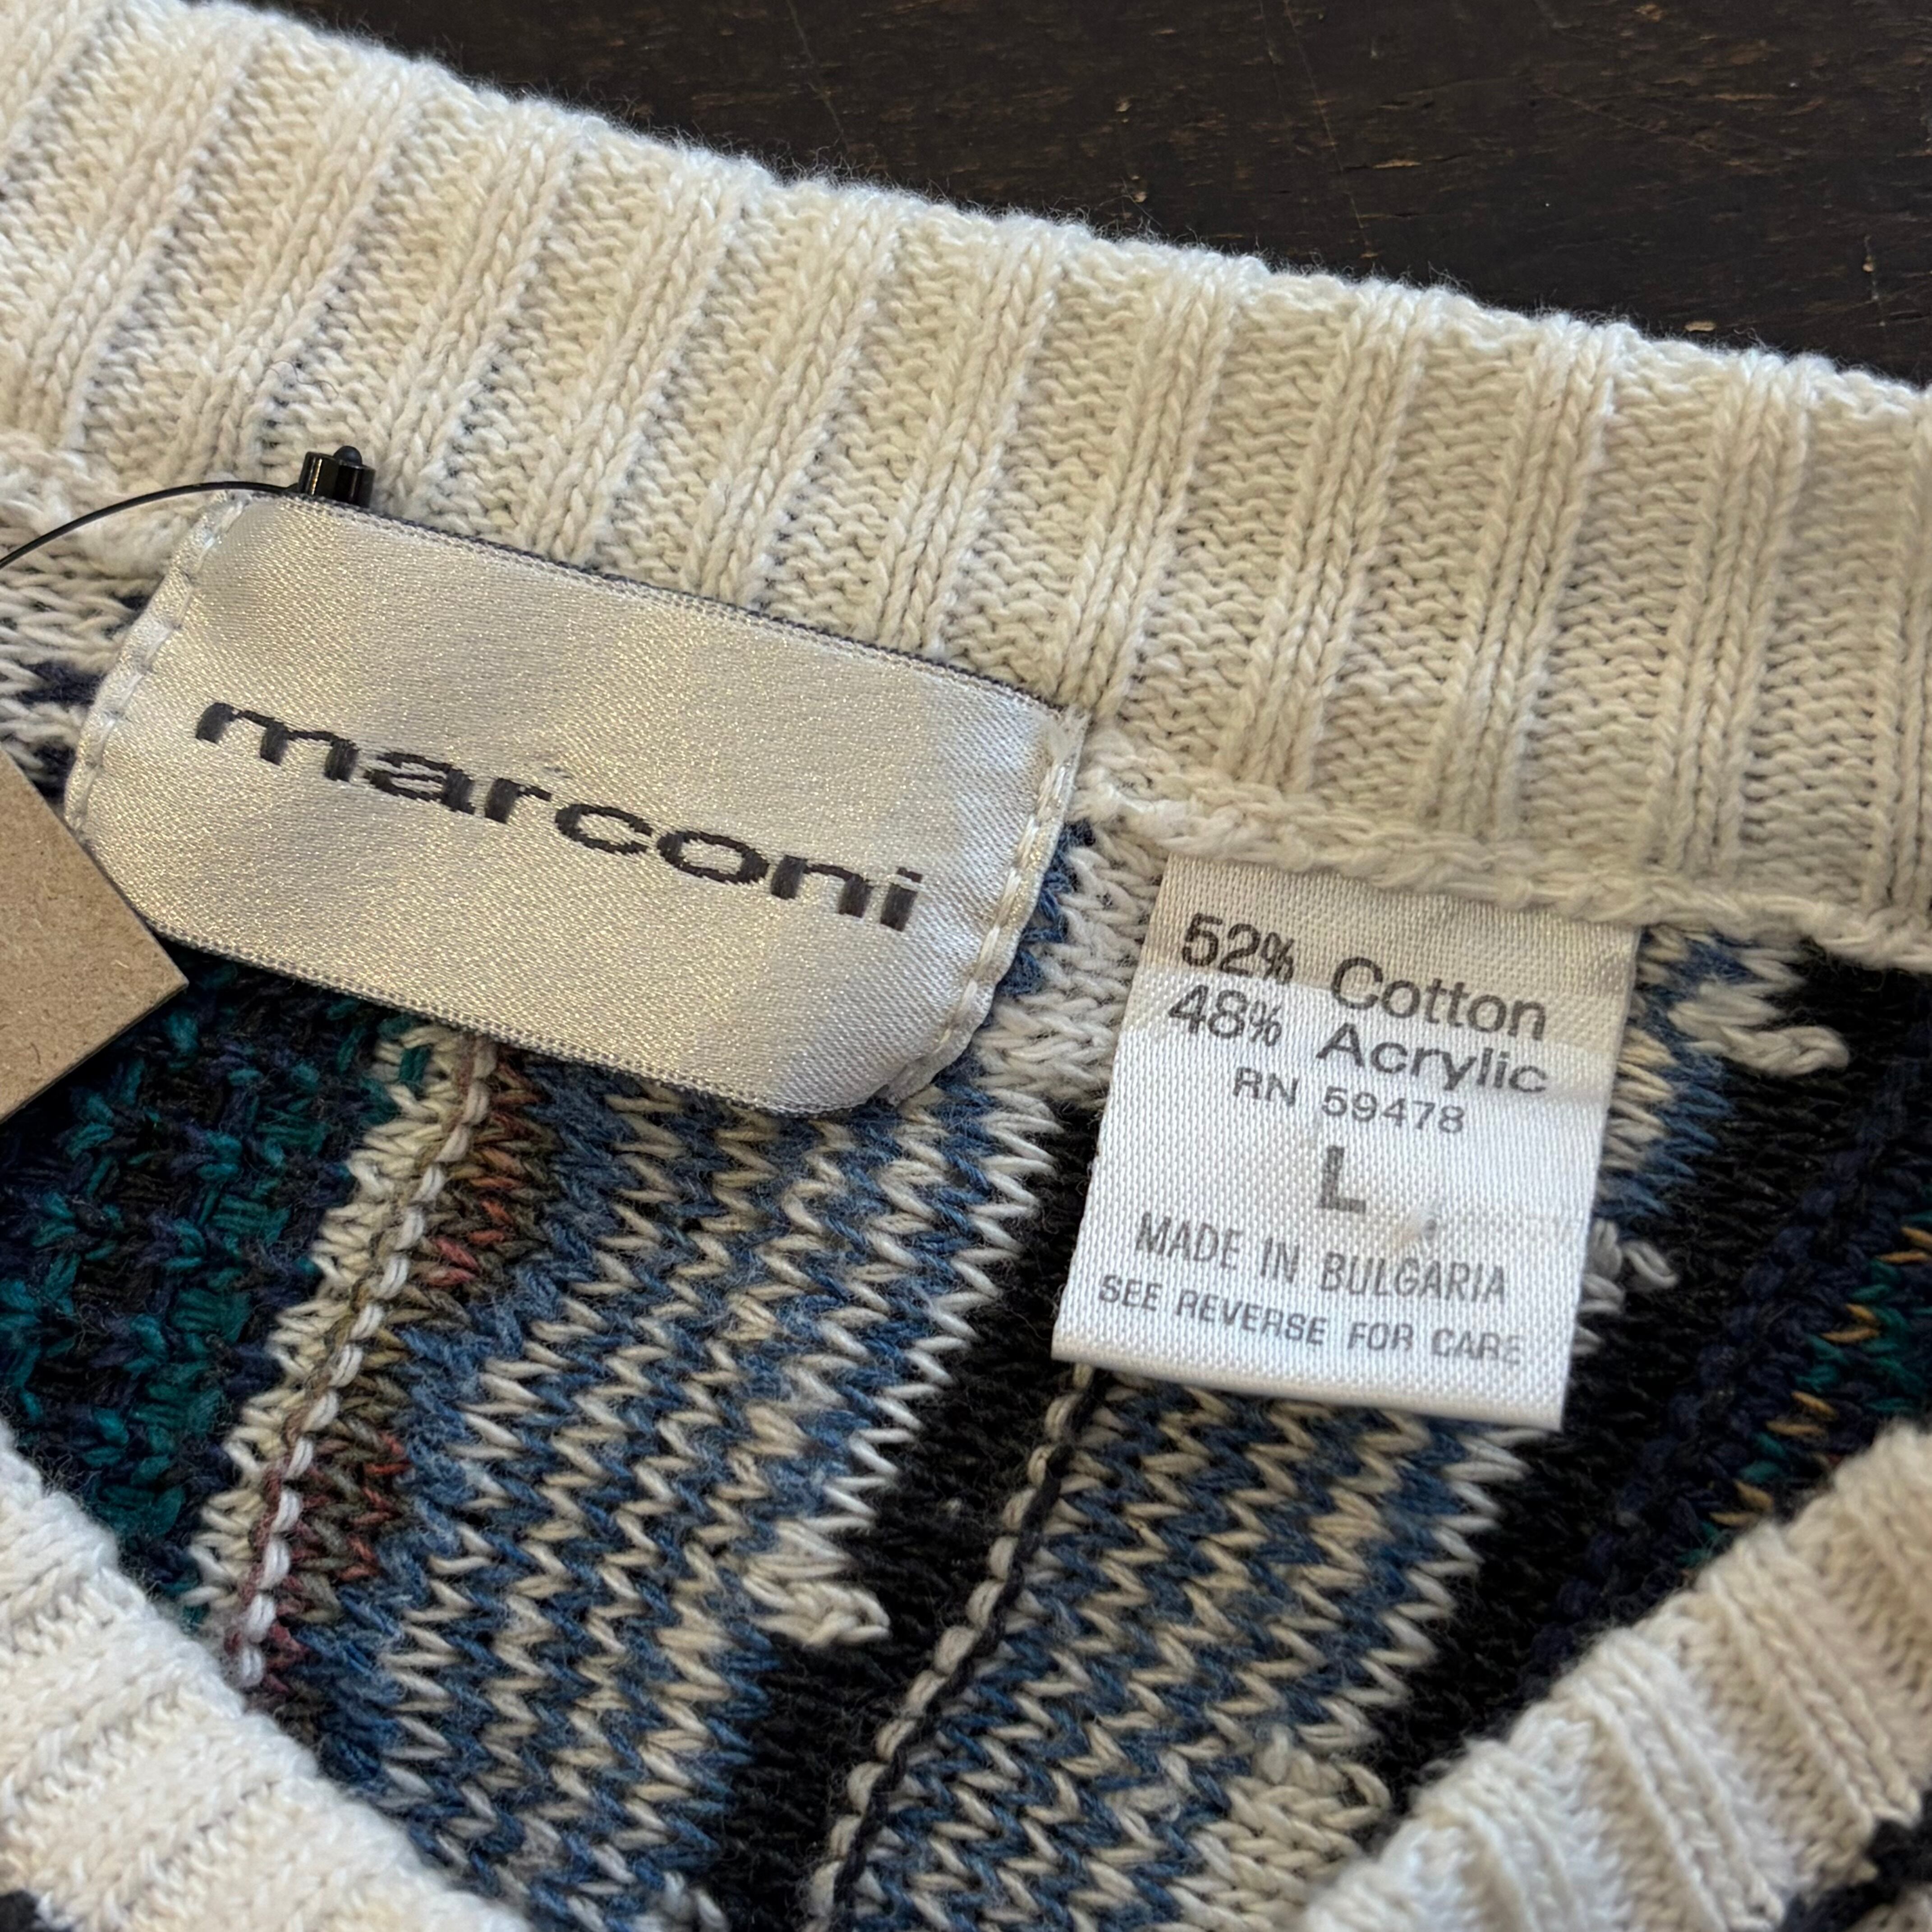 marconi
52% Cotton
48% Acrylic
RN 59478
L
MADE IN BULGARIA
SEE REVERSE FOR CARE